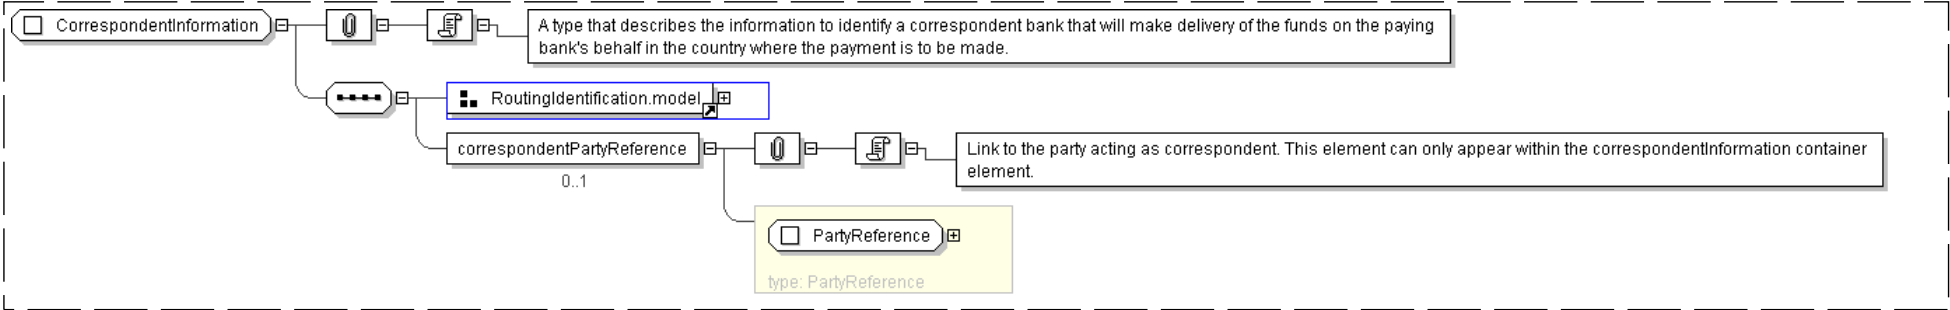 CorrespondentInformation
A type that describes the information to identify a correspondent bank that will make delivery of the funds on the paying
bank's behalf in the country where the payment is to be made.
RoutingIdentification.model
correspondentPartyReference
0..1
Link to the party acting as correspondent. This element can only appear within the correspondentInformation container
element.
PartyReference
type: PartyReference